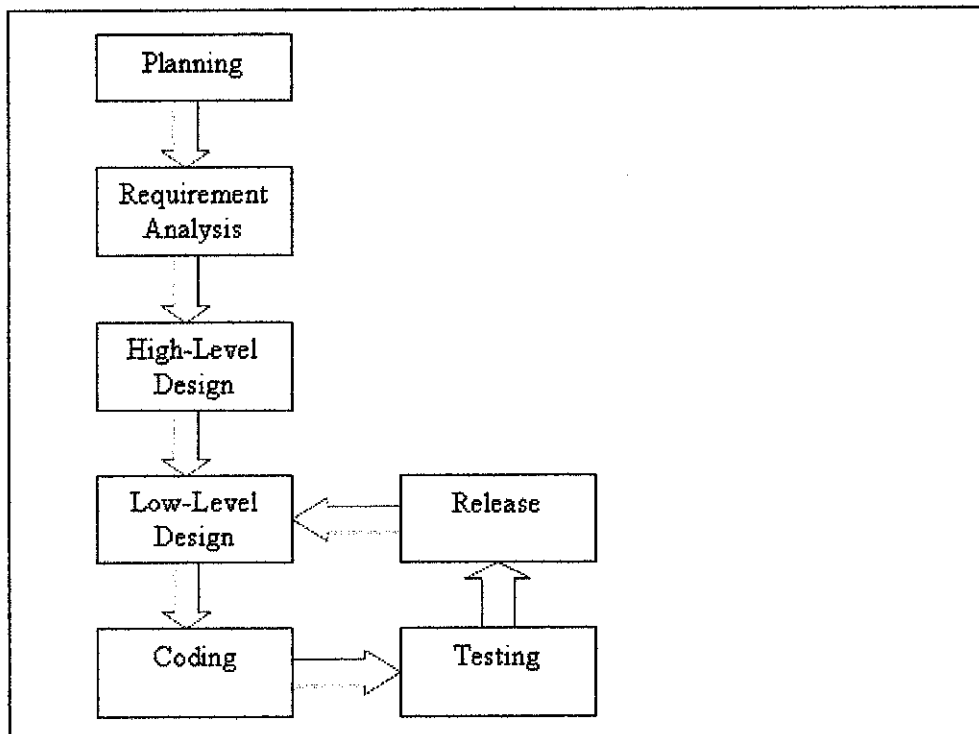 Planning
Requirement
Analysis
High-Level
Design
Low-Level
Design
Release
Coding
Testing